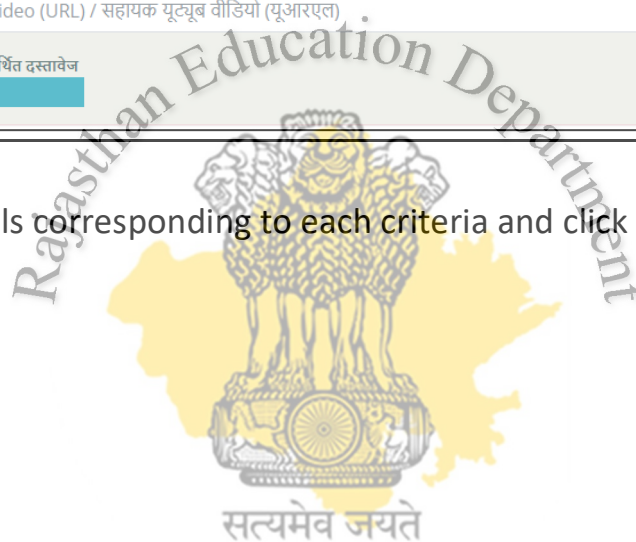 ideo (URL) / सहायक यूट्यूब वीडियो (यूआरएल)
र्थित दस्तावेज
Rajasthan Education Department
ls corresponding to each criteria and click
सत्यमेव जयते